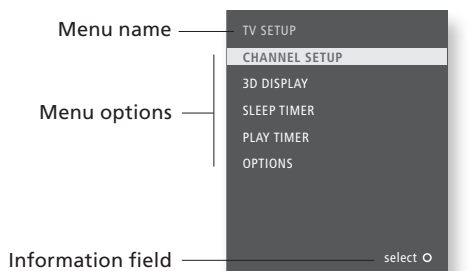 Menu name
TV SETUP
CHANNEL SETUP
3D DISPLAY
Menu options
SLEEP TIMER
PLAY TIMER
OPTIONS
Information field
select